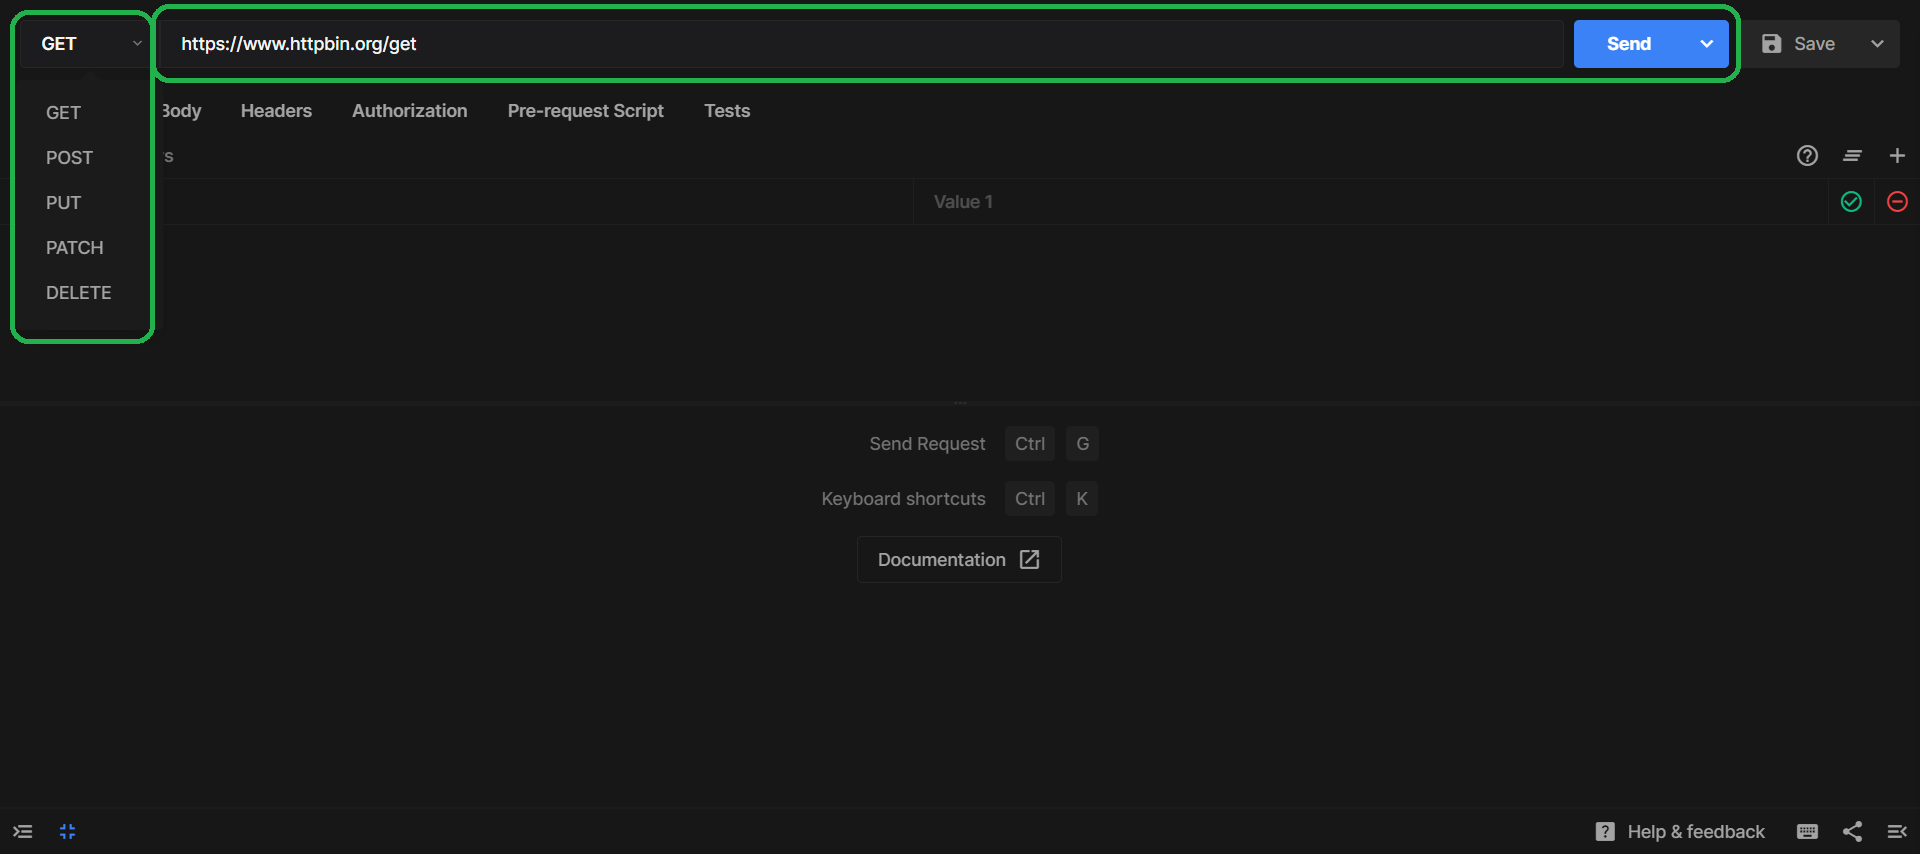 GET
https://www.httpbin.org/get
Send
Save
GET
POST
PUT
PATCH
DELETE
Body
Headers
Authorization
Pre-request Script
Tests
Value 1
Send Request Ctrl G
Keyboard shortcuts Ctrl K
Documentation
Help & feedback